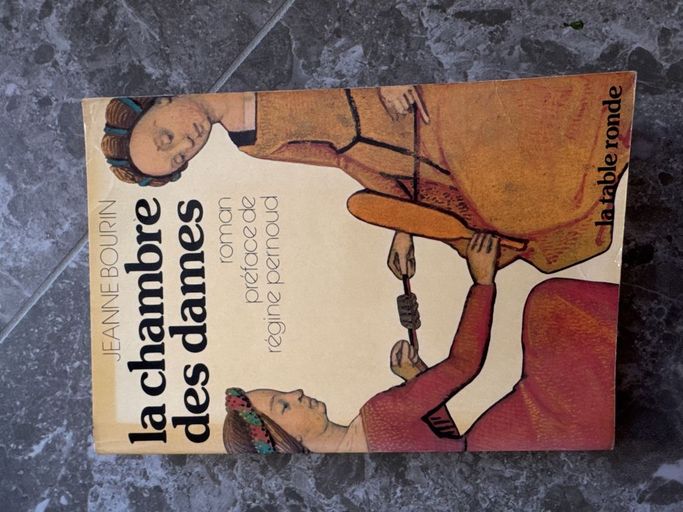 JEANNE BOURIN
la chambre
des dames
roman
préface de
régine pernoud
la table ronde